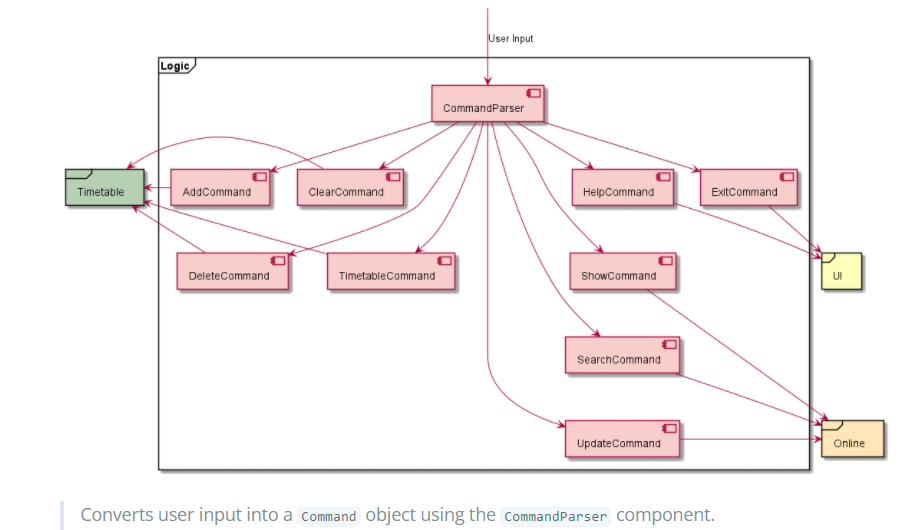 User Input
Logic
CommandParser
Timetable
AddCommand
ClearCommand
HelpCommand
ExitCommand
DeleteCommand
TimetableCommand
ShowCommand
UI
SearchCommand
UpdateCommand
Online
Converts user input into a Command object using the CommandParser component.